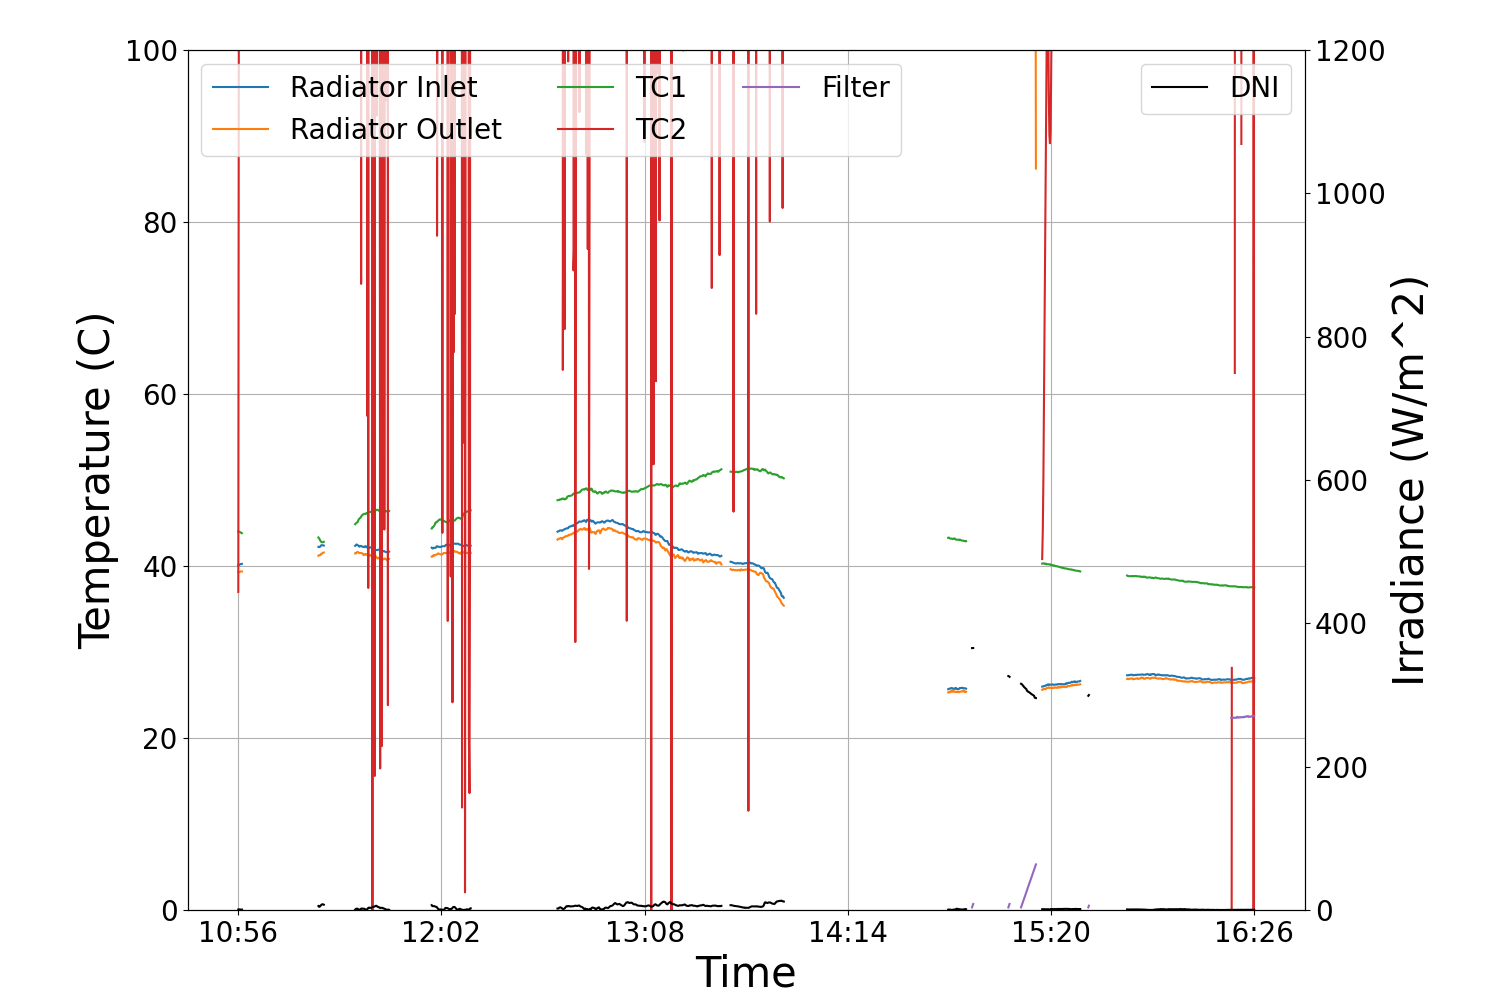 100
80
60
40
20
0
Temperature (C)
Radiator Inlet
Radiator Outlet
TC1
TC2
Filter
DNI
1200
1000
800
600
400
200
0
Irradiance (W/m^2)
10:56
12:02
13:08
14:14
15:20
16:26
Time